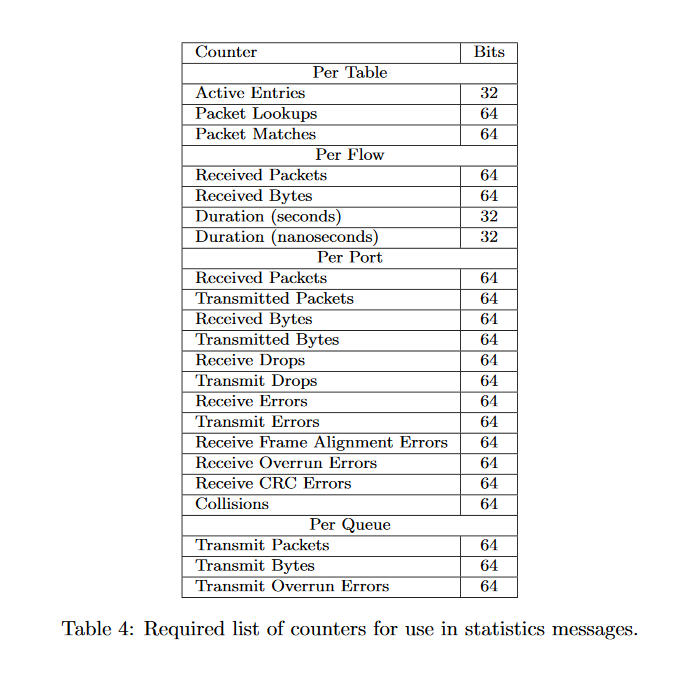 Counter Bits
Per Table
Active Entries 32
Packet Lookups 64
Packet Matches 64
Per Flow
Received Packets 64
Received Bytes 64
Duration (seconds) 32
Duration (nanoseconds) 32
Per Port
Received Packets 64
Transmitted Packets 64
Received Bytes 64
Transmitted Bytes 64
Receive Drops 64
Transmit Drops 64
Receive Errors 64
Transmit Errors 64
Receive Frame Alignment Errors 64
Receive Overrun Errors 64
Receive CRC Errors 64
Collisions 64
Per Queue
Transmit Packets 64
Transmit Bytes 64
Transmit Overrun Errors 64
Table 4: Required list of counters for use in statistics messages.